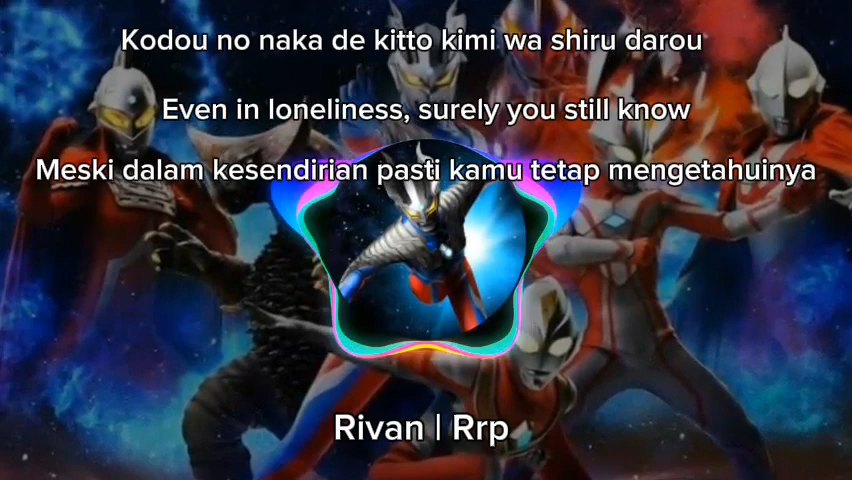 Kodou no naka de kitto kimi wa shiru darou
Even in loneliness, surely you still know
Meski dalam kesendirian pasti kamu tetap mengetahuinya
Rivan | Rrp